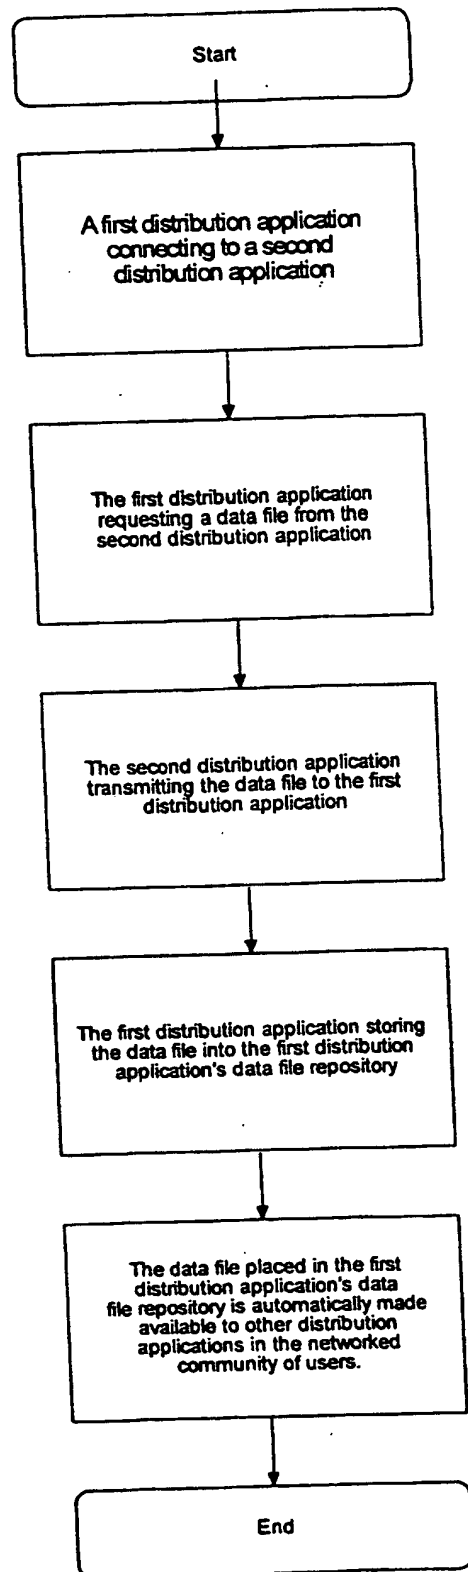 Start
A first distribution application
connecting to a second
distribution application
The first distribution application
requesting a data file from the
second distribution application
The second distribution application
transmitting the data file to the first
distribution application
The first distribution application storing
the data file into the first distribution
application's data file repository
The data file placed in the first
distribution application's data
file repository is automatically made
available to other distribution
applications in the networked
community of users.
End